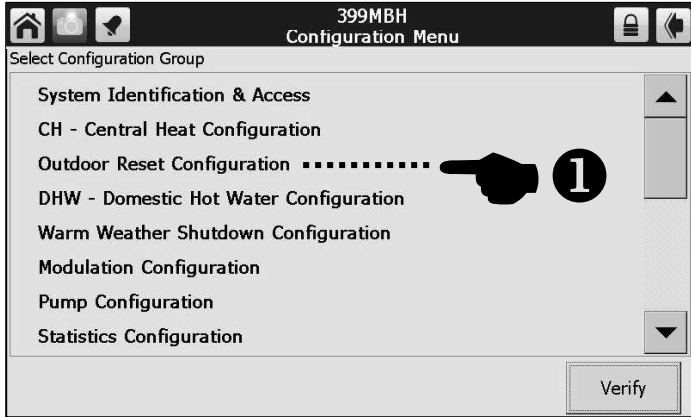 399MBH
Configuration Menu
Select Configuration Group
System Identification & Access
CH - Central Heat Configuration
Outdoor Reset Configuration
1
DHW - Domestic Hot Water Configuration
Warm Weather Shutdown Configuration
Modulation Configuration
Pump Configuration
Statistics Configuration
Verify